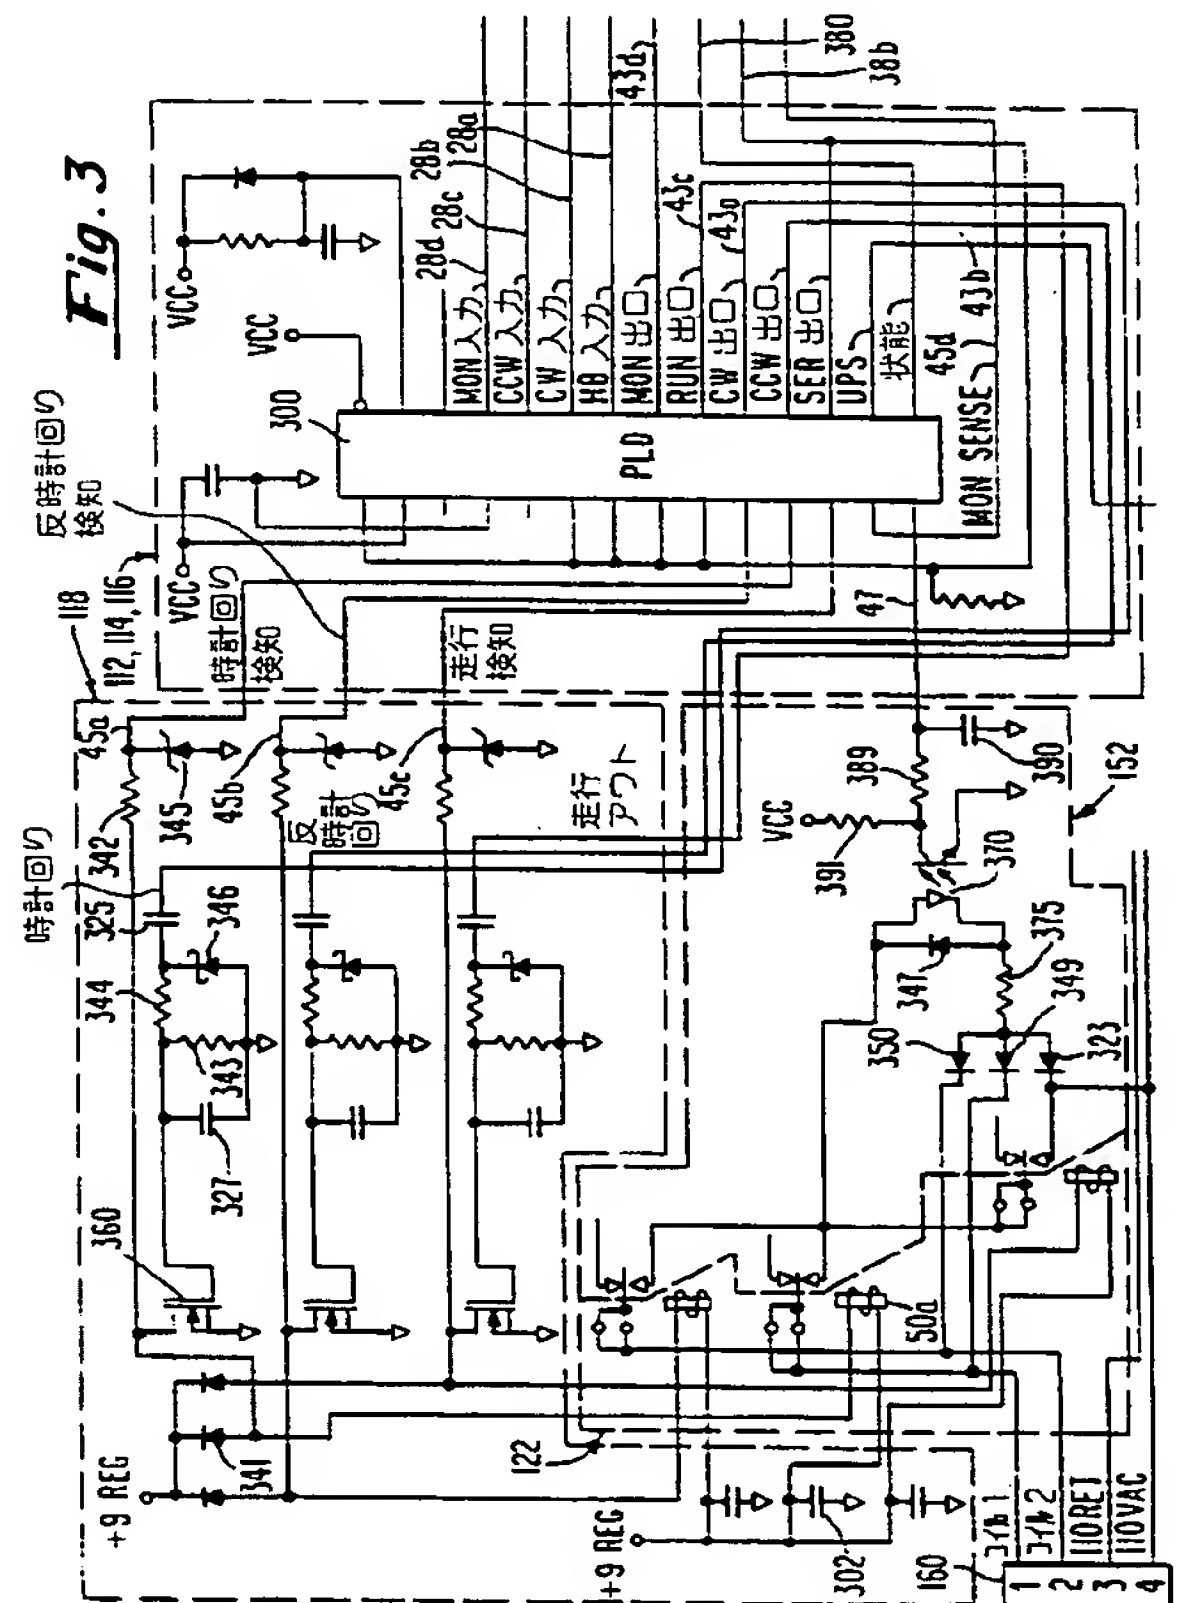 Fig. 3
VCC
VCC
VCC
300
PLD
MON 入力
CCW 入力
CW 入力
HB 入力
MON 出口
RUN 出口
CW 出口
CCW 出口
SER 出口
UPS
状態
28d
28c
28b
128a
43d
43c
43b
45d
MON SENSE
380
38b
反時計回り
検知
112, 114, 116
118
時計回り
検知
走行
検知
47
45a
45b
45c
342
345
時計回り
325
346
344
343
327
360
反時計
回り
走行
アウト
VCC
389
390
391
370
152
347
375
349
350
323
50a
341
+9 REG
122
+9 REG
302
160
コイル 1
コイル 2
110RET
110VAC
1
2
3
4